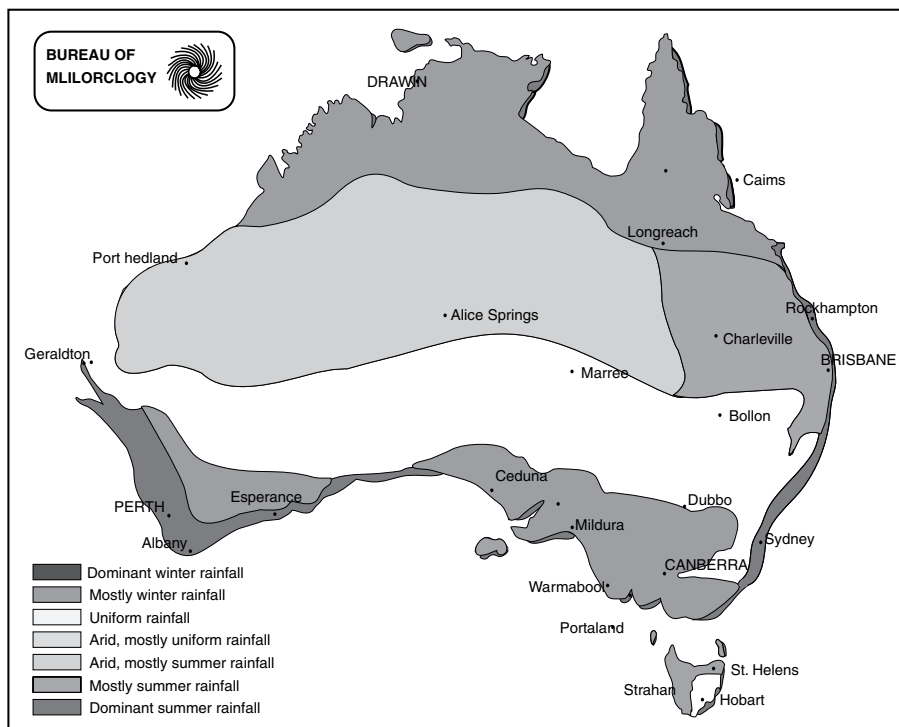 BUREAU OF
MLILORCLOGY
DRAWIN
Caims
Longreach
Port hedland
Rockhampton
Alice Springs
Charleville
Geraldton
BRISBANE
Marree
Bollon
Ceduna
Esperance
Dubbo
PERTH
Mildura
Sydney
Albany
CANBERRA
Warmabool
Portaland
St. Helens
Strahan
Hobart
Dominant winter rainfall
Mostly winter rainfall
Uniform rainfall
Arid, mostly uniform rainfall
Arid, mostly summer rainfall
Mostly summer rainfall
Dominant summer rainfall